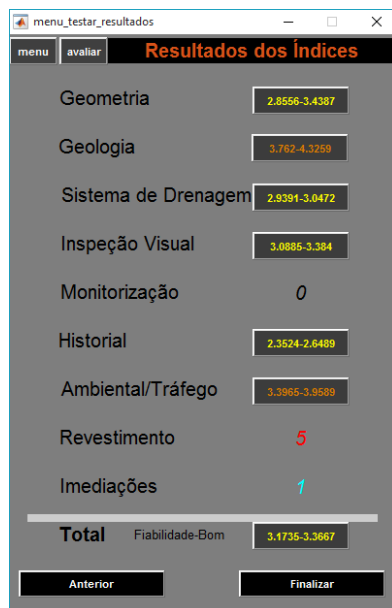 menu_testar_resultados
menu avaliar Resultados dos Índices
Geometria 2.8556-3.4387
Geologia 3.762-4.3259
Sistema de Drenagem 2.9391-3.0472
Inspeção Visual 3.0885-3.384
Monitorização 0
Historial 2.3524-2.6489
Ambiental/Tráfego 3.3965-3.9589
Revestimento 5
Imediações 1
Total Fiabilidade-Bom 3.1735-3.3667
Anterior Finalizar